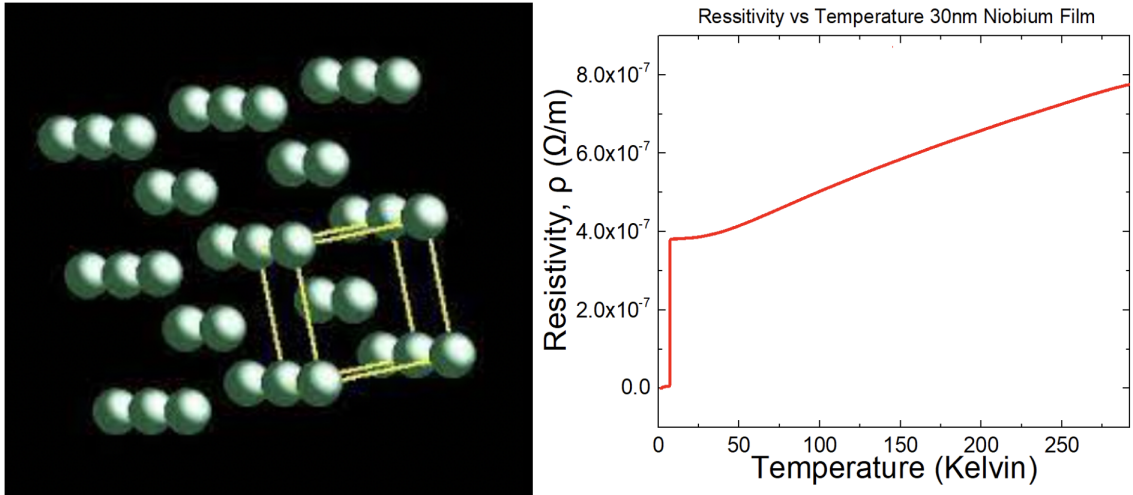 Ressitivity vs Temperature 30nm Niobium Film
Resistivity, ρ (Ω/m)
8.0x10⁻⁷
6.0x10⁻⁷
4.0x10⁻⁷
2.0x10⁻⁷
0.0
0 50 100 150 200 250
Temperature (Kelvin)